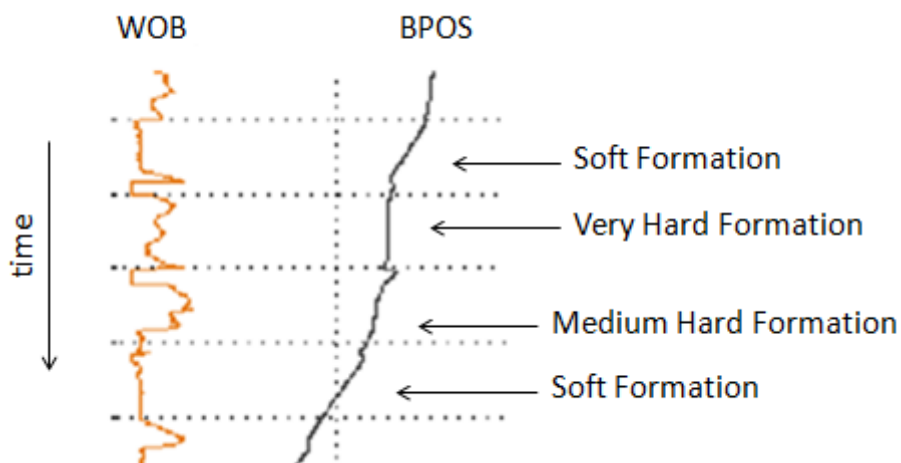 WOB
BPOS
time
Soft Formation
Very Hard Formation
Medium Hard Formation
Soft Formation